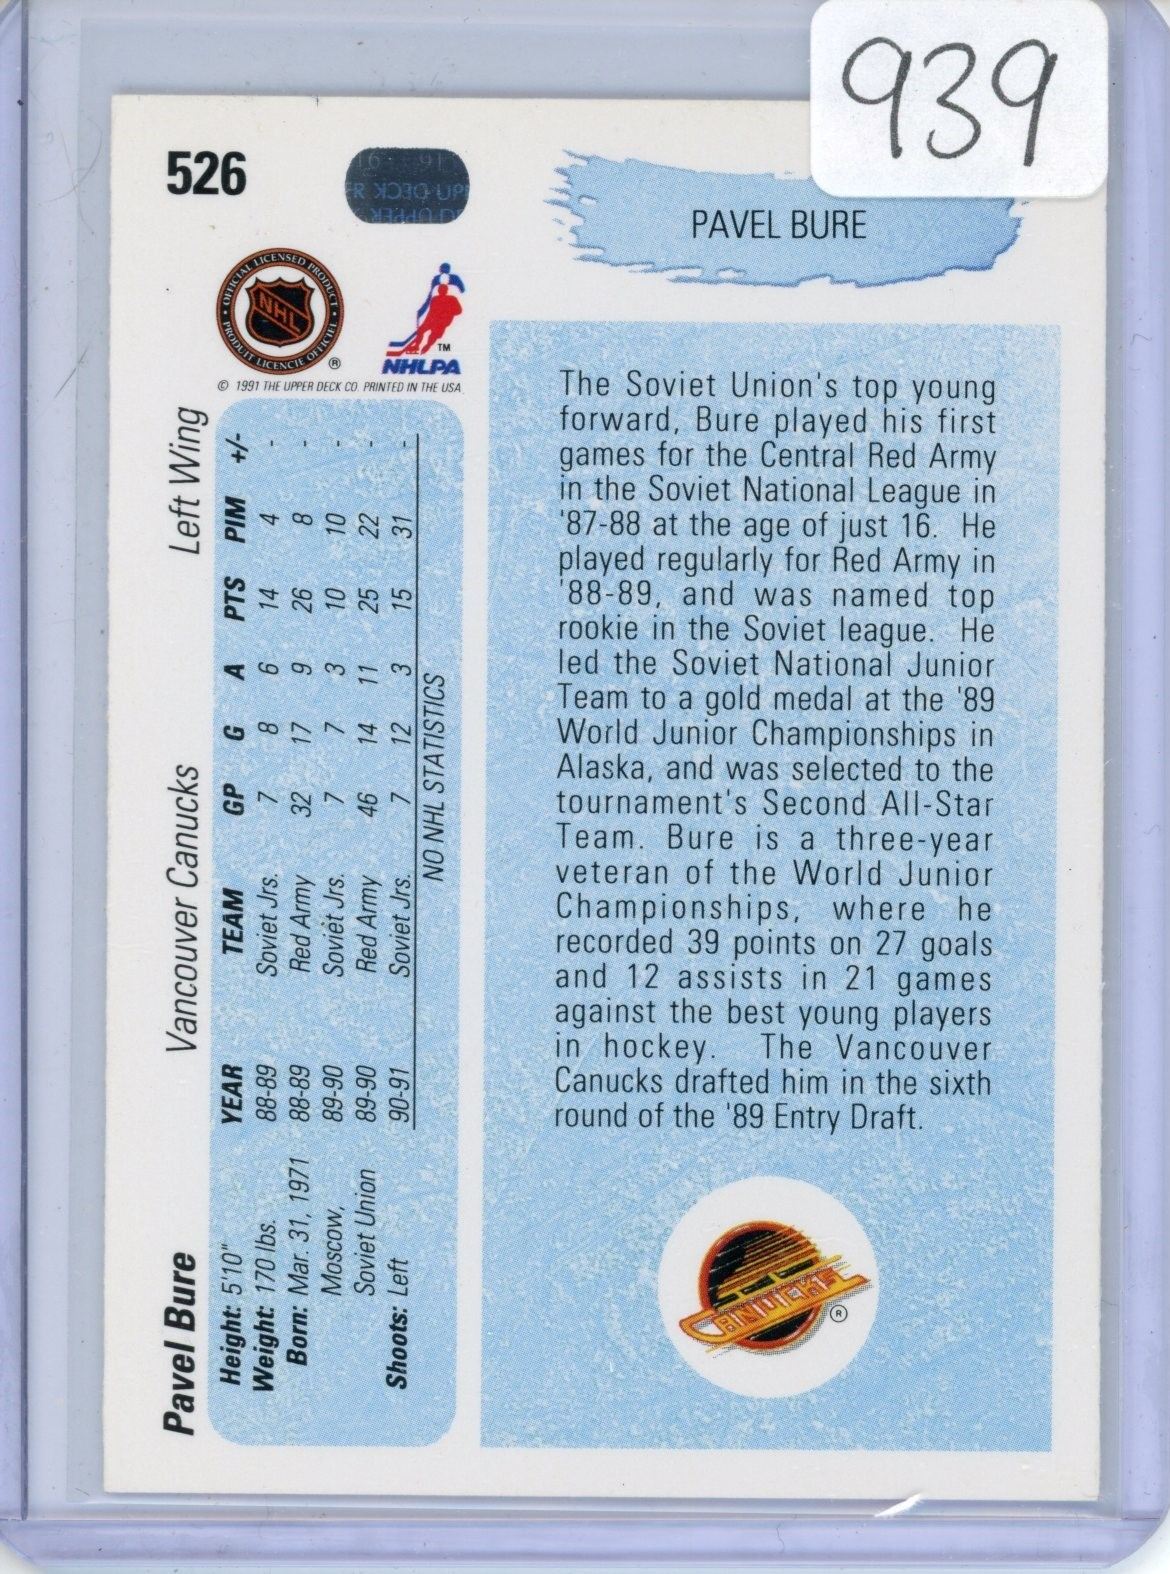 939
526
PAVEL BURE
OFFICIAL LICENSED PRODUCT • PRODUIT LICENCIE OFFICIEL •
NHL
®
TM
NHLPA
© 1991 THE UPPER DECK CO. PRINTED IN THE USA.
Pavel Bure Vancouver Canucks Left Wing
Height: 5'10"
Weight: 170 lbs.
Born: Mar. 31, 1971
Moscow,
Soviet Union
Shoots: Left
YEAR TEAM GP G A PTS PIM +/-
88-89 Soviet Jrs. 7 8 6 14 4 -
88-89 Red Army 32 17 9 26 8 -
89-90 Soviet Jrs. 7 7 3 10 10 -
89-90 Red Army 46 14 11 25 22 -
90-91 Soviet Jrs. 7 12 3 15 31 -
NO NHL STATISTICS
The Soviet Union's top young
forward, Bure played his first
games for the Central Red Army
in the Soviet National League in
'87-88 at the age of just 16. He
played regularly for Red Army in
'88-89, and was named top
rookie in the Soviet league. He
led the Soviet National Junior
Team to a gold medal at the '89
World Junior Championships in
Alaska, and was selected to the
tournament's Second All-Star
Team. Bure is a three-year
veteran of the World Junior
Championships, where he
recorded 39 points on 27 goals
and 12 assists in 21 games
against the best young players
in hockey. The Vancouver
Canucks drafted him in the sixth
round of the '89 Entry Draft.
CANUCKS
®